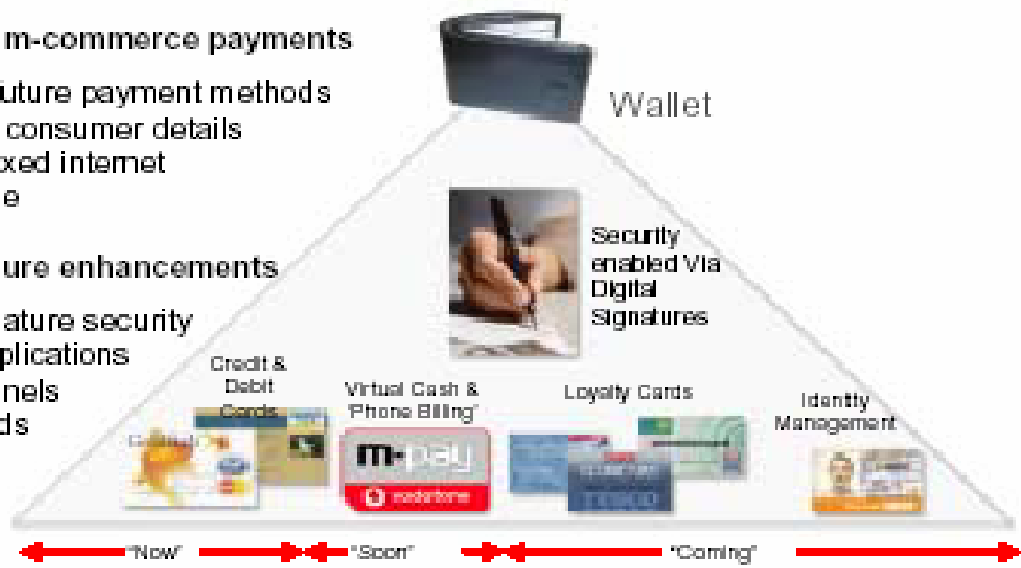 m-commerce payments
uture payment methods
consumer details
xed internet
e
ure enhancements
ature security
plications
nels
ds
Wallet
Security
enabled Via
Digital
Signatures
Credit &
Debit
Cards
Virtual Cash &
'Phone Billing'
m-pay
vodafone
Loyalty Cards
Identity
Management
"Now"
"Soon"
"Coming"